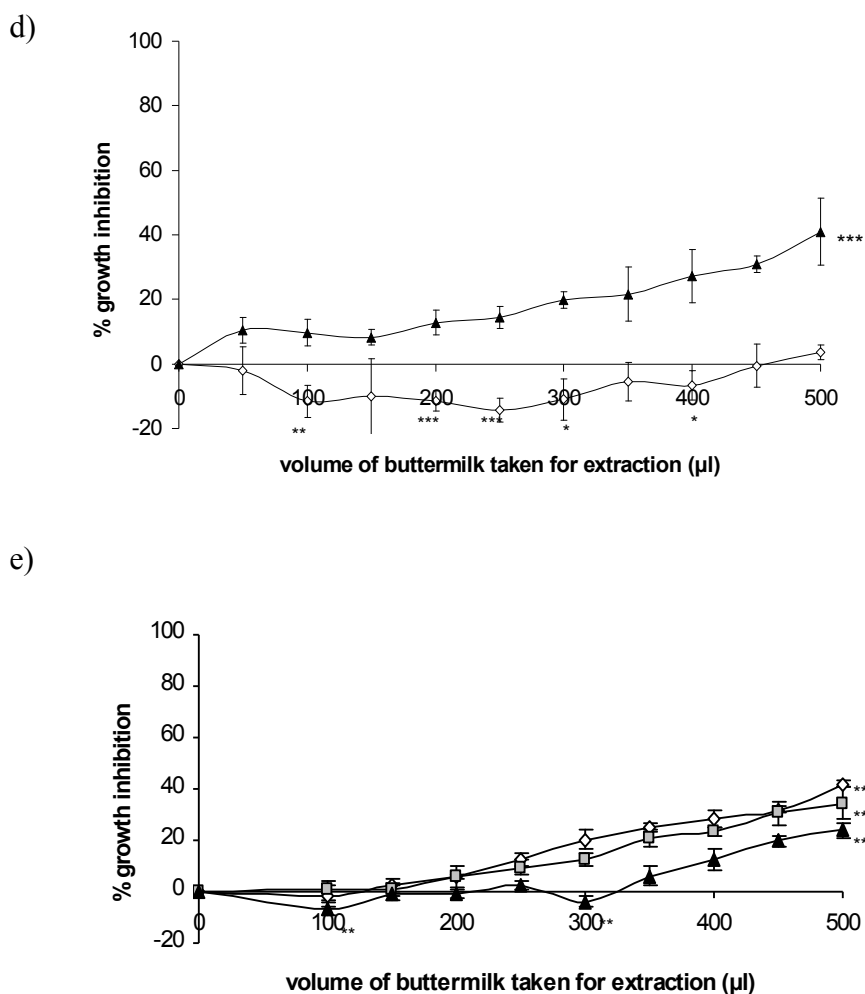 d)
100
80
60
40
20
0
-20
% growth inhibition
0 100 200 300 400 500
***
** *** *** * *
volume of buttermilk taken for extraction (µl)
e)
100
80
60
40
20
0
-20
% growth inhibition
0 100 200 300 400 500
**
**
**
** **
volume of buttermilk taken for extraction (µl)